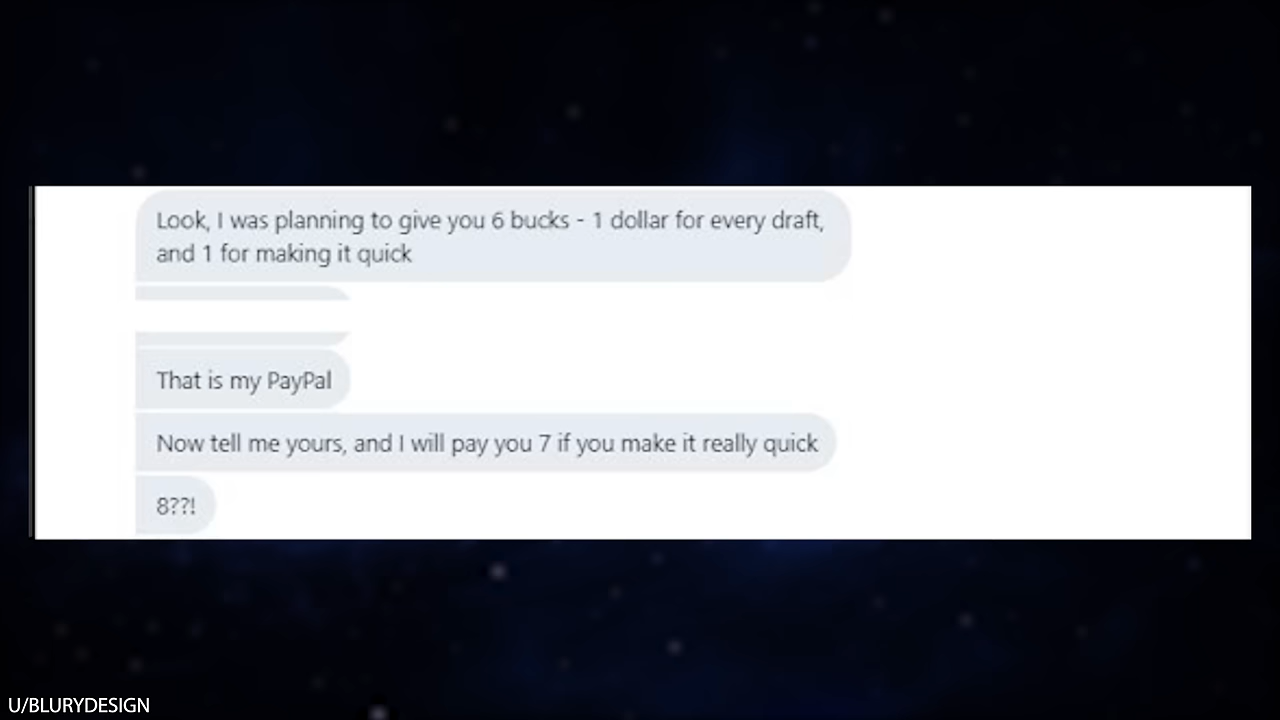 Look, I was planning to give you 6 bucks - 1 dollar for every draft,
and 1 for making it quick
That is my PayPal
Now tell me yours, and I will pay you 7 if you make it really quick
8??!
U/BLURYDESIGN